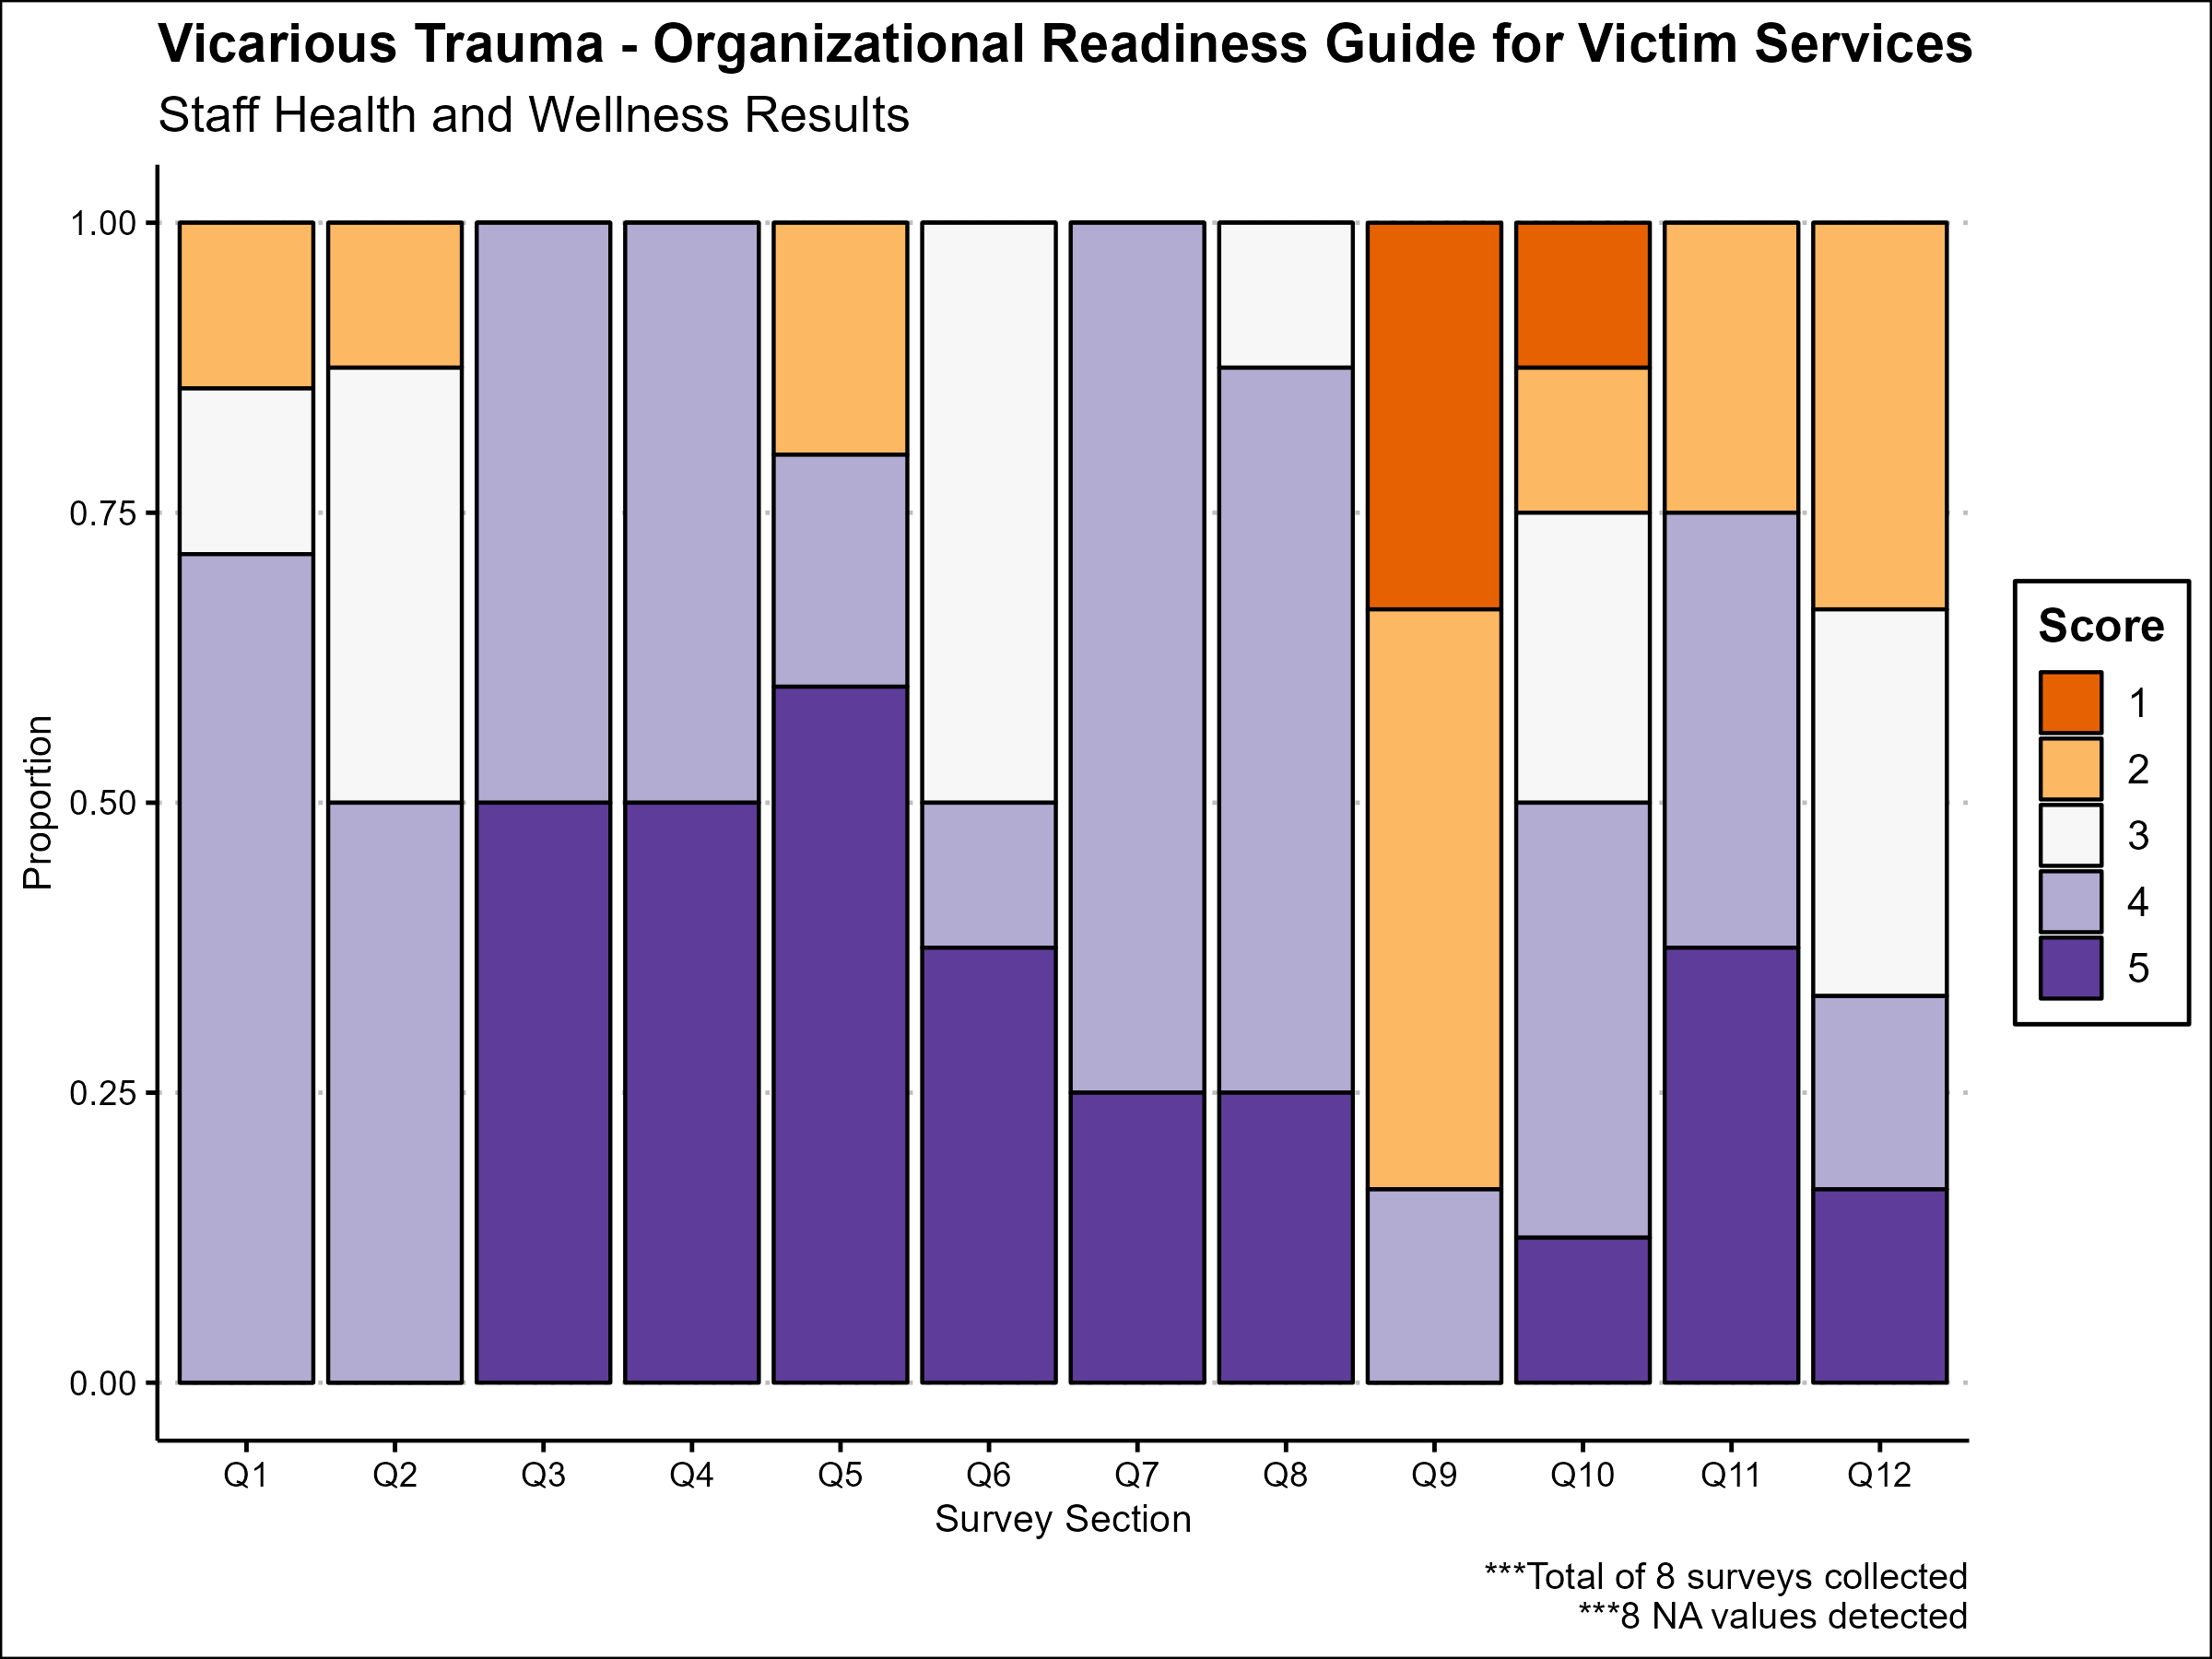 Vicarious Trauma - Organizational Readiness Guide for Victim Services
Staff Health and Wellness Results
1.00
0.75
0.50
0.25
0.00
Proportion
Q1 Q2 Q3 Q4 Q5 Q6 Q7 Q8 Q9 Q10 Q11 Q12
Survey Section
Score
1
2
3
4
5
***Total of 8 surveys collected
***8 NA values detected